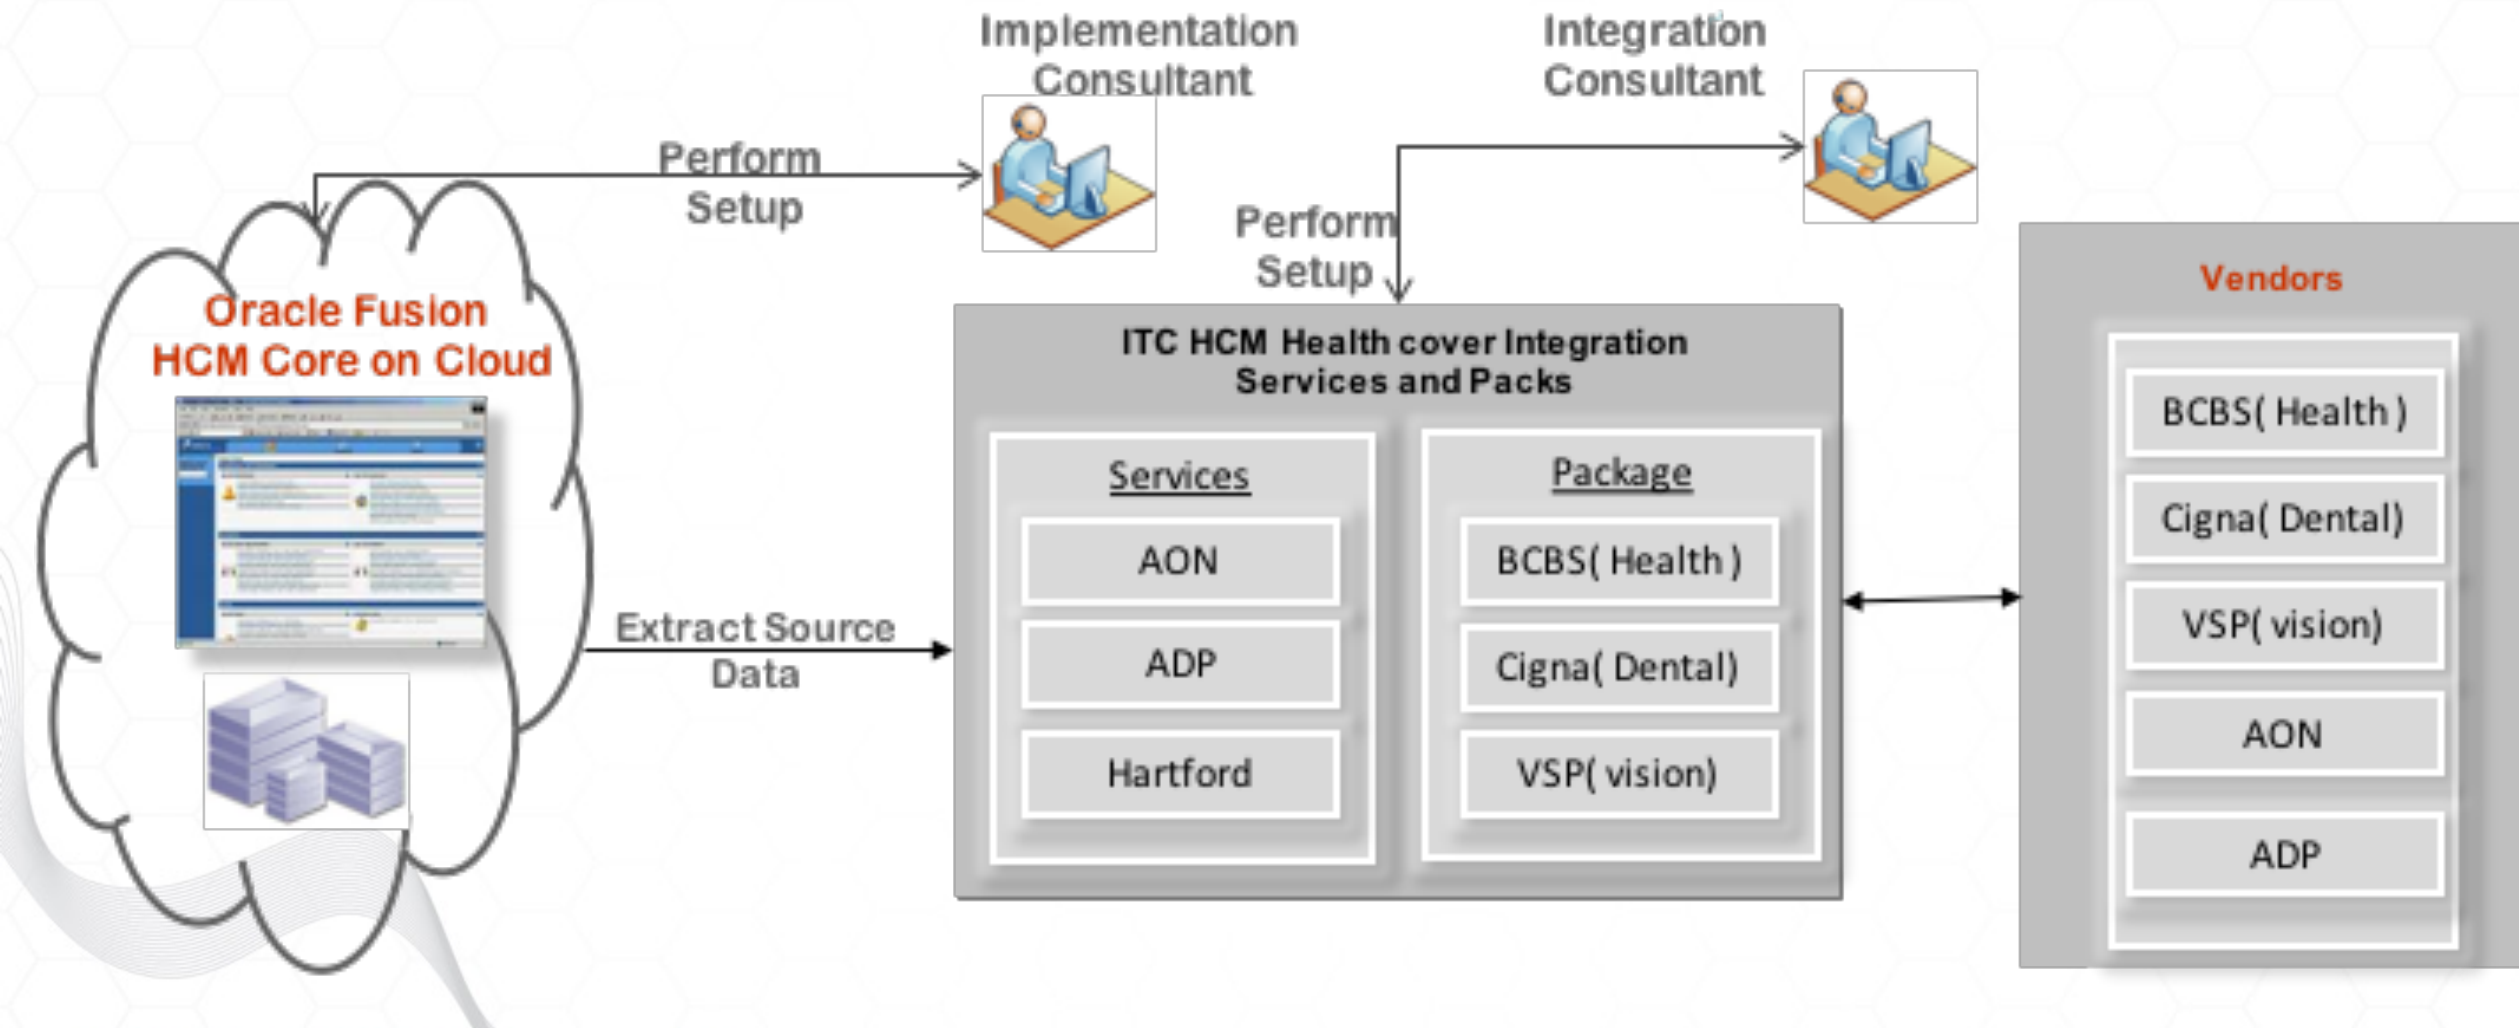 Implementation
Consultant
Integration
Consultant
Perform
Setup
Perform
Setup
Oracle Fusion
HCM Core on Cloud
Extract Source
Data
ITC HCM Health cover Integration
Services and Packs
Services
AON
ADP
Hartford
Package
BCBS( Health )
Cigna( Dental)
VSP( vision)
Vendors
BCBS( Health )
Cigna( Dental)
VSP( vision)
AON
ADP